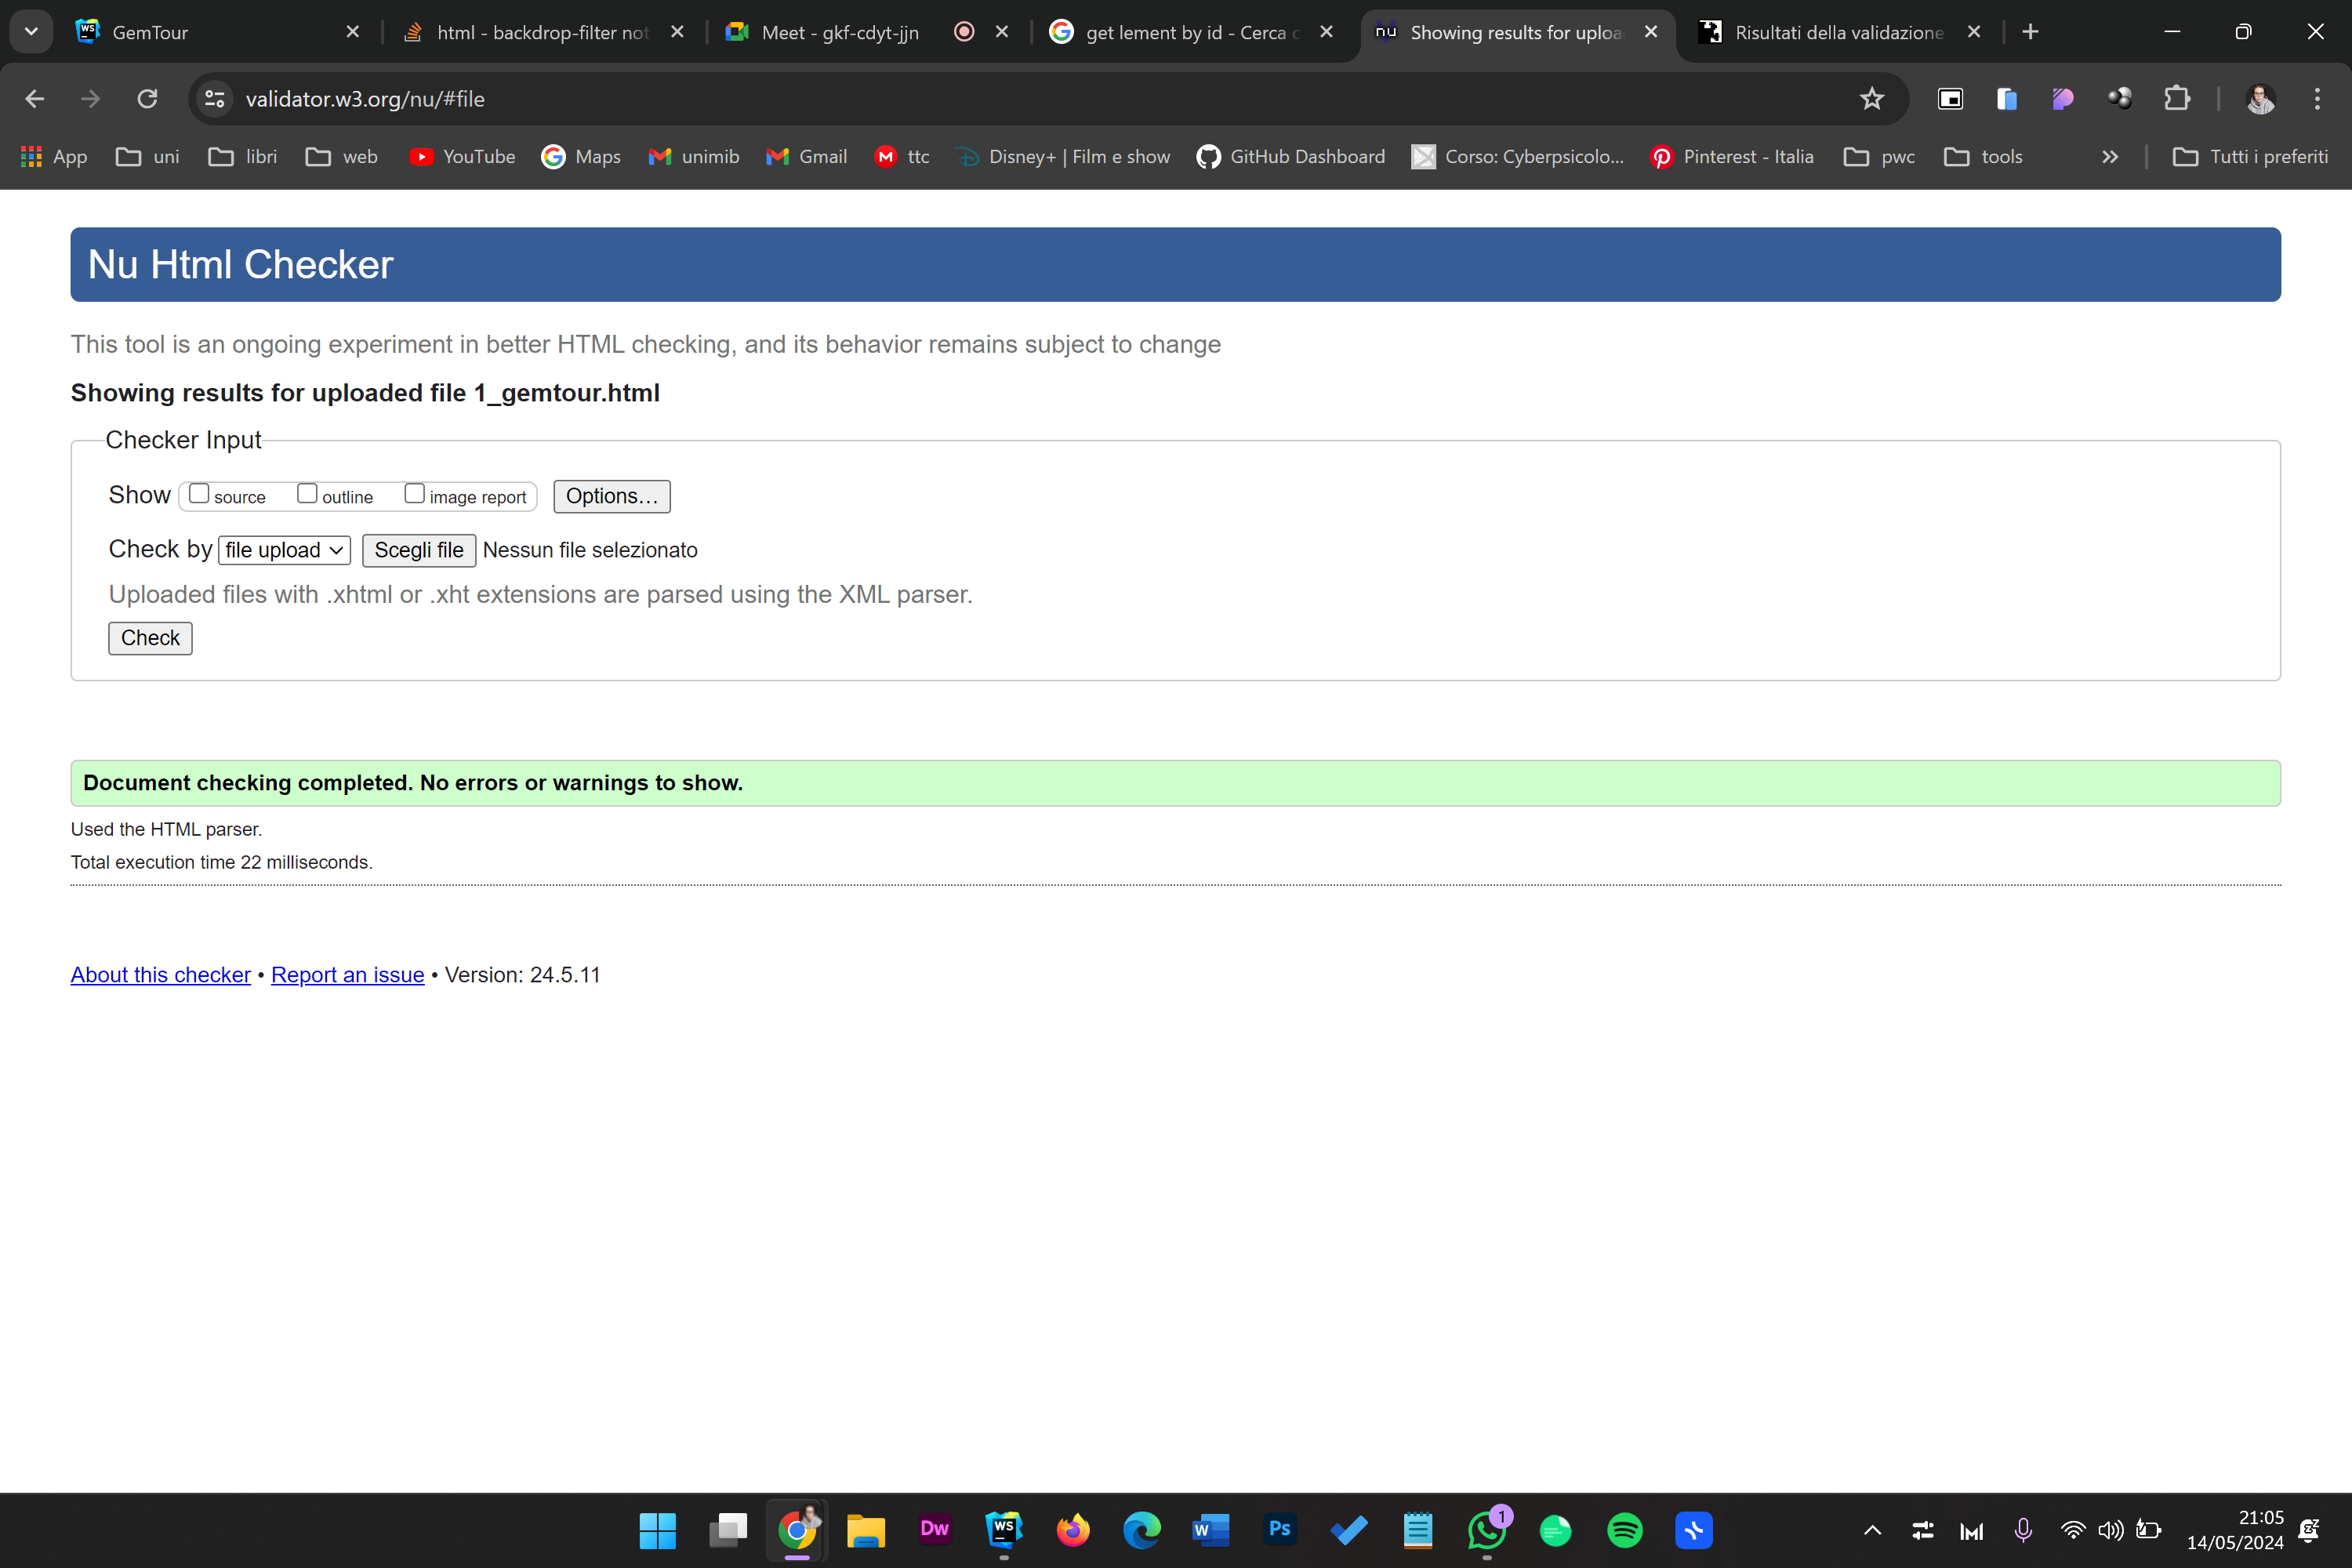 GemTour
html - backdrop-filter not
Meet - gkf-cdyt-jjn
get lement by id - Cerca c
nu
Showing results for uploa
Risultati della validazione
validator.w3.org/nu/#file
App
uni
libri
web
YouTube
Maps
unimib
Gmail
ttc
Disney+ | Film e show
GitHub Dashboard
Corso: Cyberpsicolo...
Pinterest - Italia
pwc
tools
Tutti i preferiti
Nu Html Checker
This tool is an ongoing experiment in better HTML checking, and its behavior remains subject to change
Showing results for uploaded file 1_gemtour.html
Checker Input
Show source outline image report Options...
Check by file upload Scegli file Nessun file selezionato
Uploaded files with .xhtml or .xht extensions are parsed using the XML parser.
Check
Document checking completed. No errors or warnings to show.
Used the HTML parser.
Total execution time 22 milliseconds.
About this checker • Report an issue • Version: 24.5.11
Dw
WS
W
Ps
1
21:05
14/05/2024